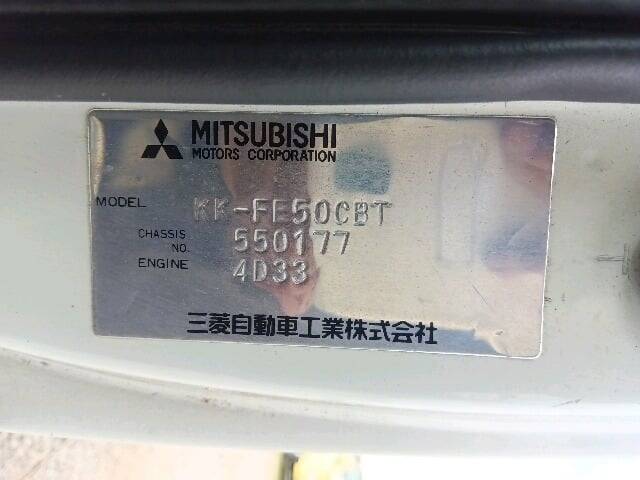 MITSUBISHI
MOTORS CORPORATION
MODEL KK-FE50CBT
CHASSIS NO. 550177
ENGINE 4D33
三菱自動車工業株式会社